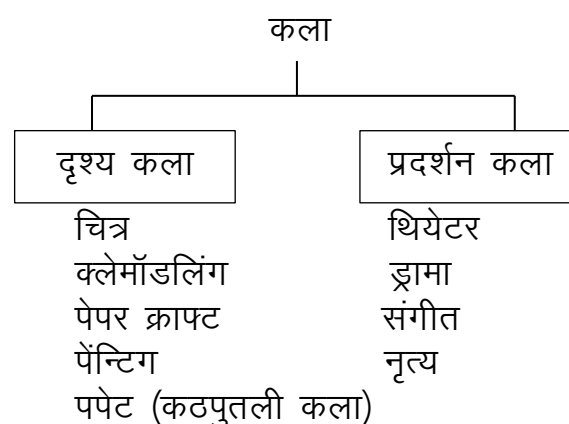 कला
दृश्य कला
प्रदर्शन कला
चित्र
क्लेमॉडलिंग
पेपर क्राफ्ट
पेंन्टिग
पपेट (कठपुतली कला)
थियेटर
ड्रामा
संगीत
नृत्य